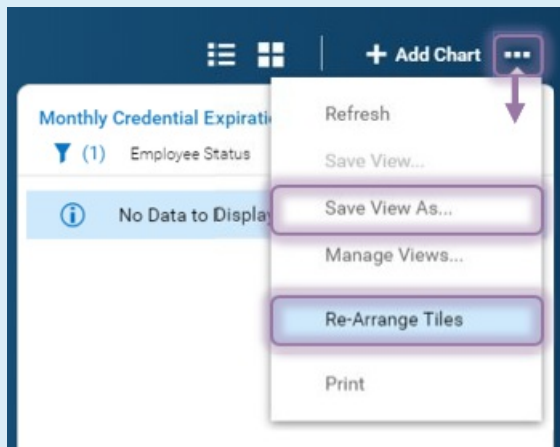 + Add Chart ...
Monthly Credential Expirati
(1) Employee Status
No Data to Display
Refresh
Save View...
Save View As...
Manage Views...
Re-Arrange Tiles
Print